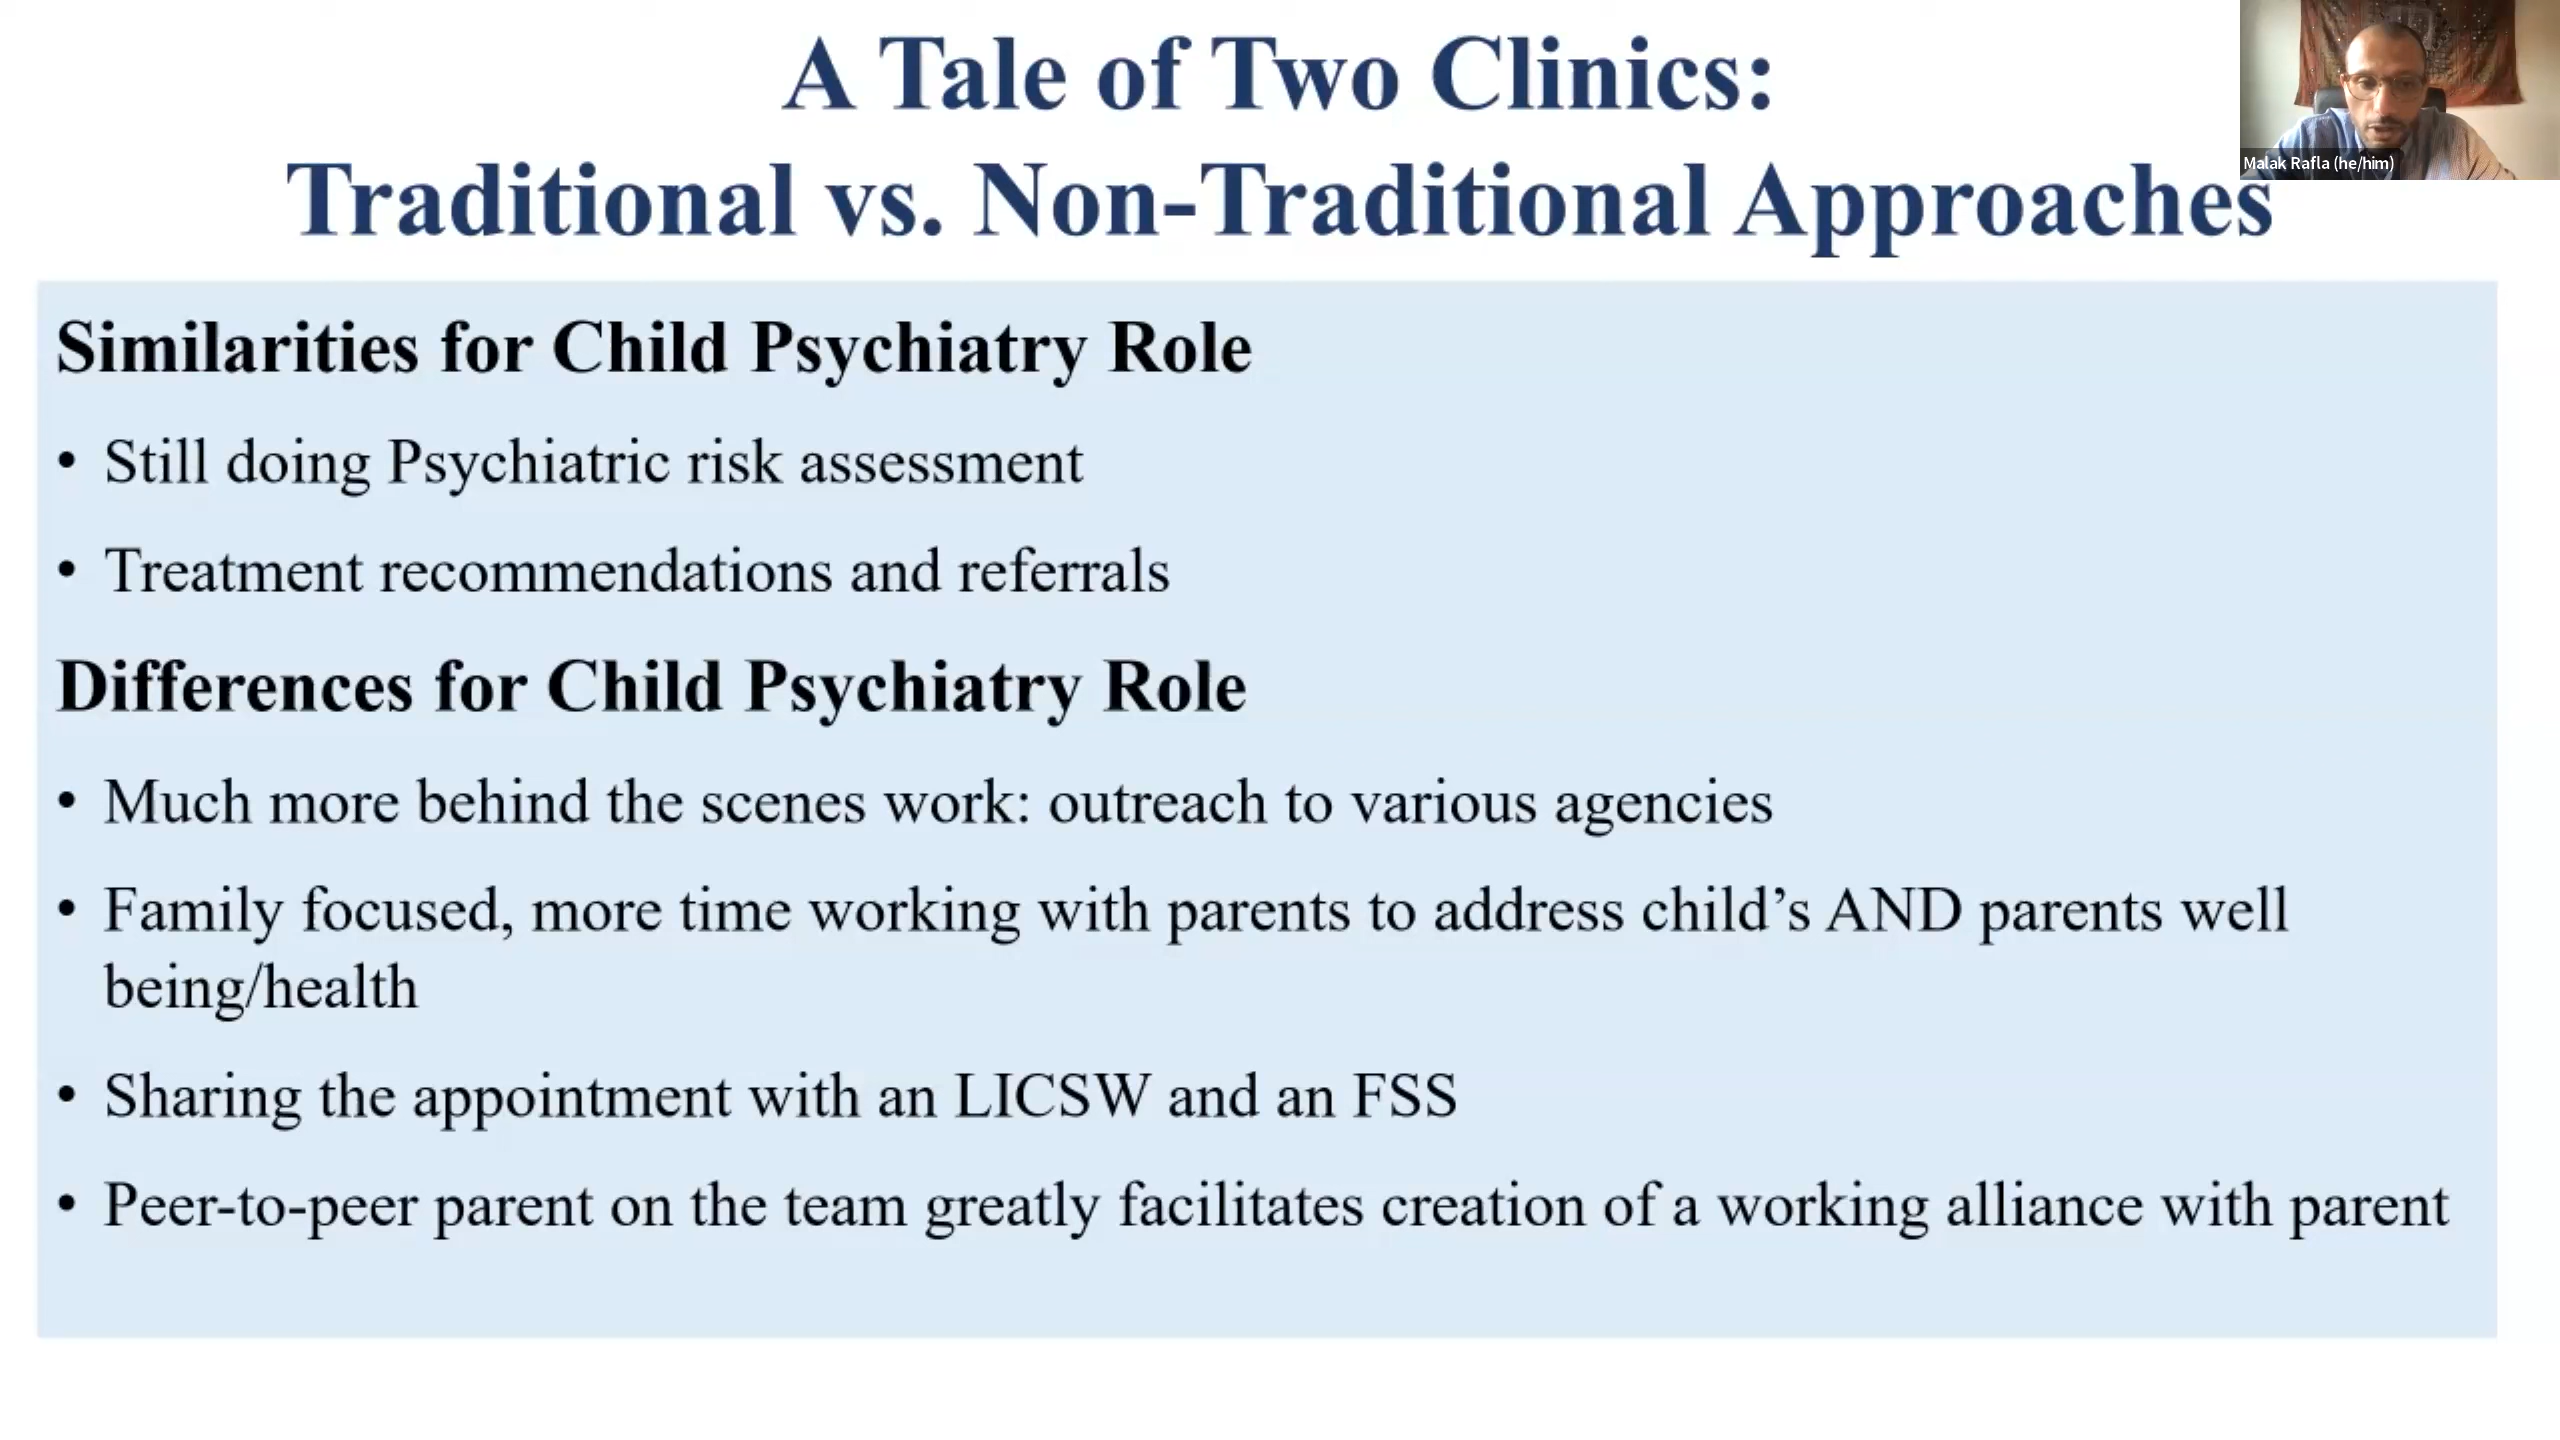 A Tale of Two Clinics:
Traditional vs. Non-Traditional Approaches
Malak Rafla (he/him)
Similarities for Child Psychiatry Role
• Still doing Psychiatric risk assessment
• Treatment recommendations and referrals
Differences for Child Psychiatry Role
• Much more behind the scenes work: outreach to various agencies
• Family focused, more time working with parents to address child’s AND parents well
being/health
• Sharing the appointment with an LICSW and an FSS
• Peer-to-peer parent on the team greatly facilitates creation of a working alliance with parent